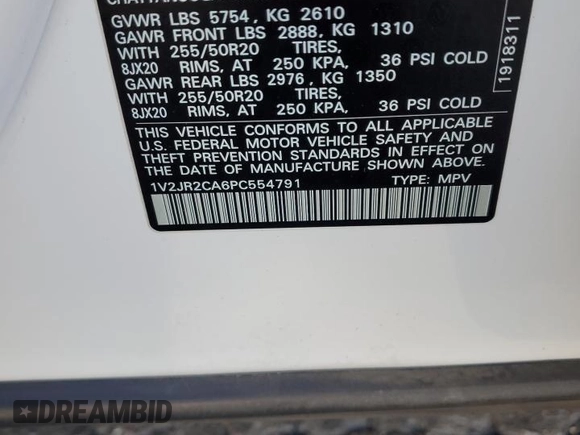 GVWR LBS 5754, KG 2610
GAWR FRONT LBS 2888, KG 1310
WITH 255/50R20 TIRES,
8JX20 RIMS, AT 250 KPA, 36 PSI COLD
GAWR REAR LBS 2976, KG 1350
WITH 255/50R20 TIRES,
8JX20 RIMS, AT 250 KPA, 36 PSI COLD
THIS VEHICLE CONFORMS TO ALL APPLICABLE
U.S. FEDERAL MOTOR VEHICLE SAFETY AND
THEFT PREVENTION STANDARDS IN EFFECT ON
THE DATE OF MANUFACTURE SHOWN ABOVE.
1V2JR2CA6PC554791 TYPE: MPV
1918311
DREAMBID